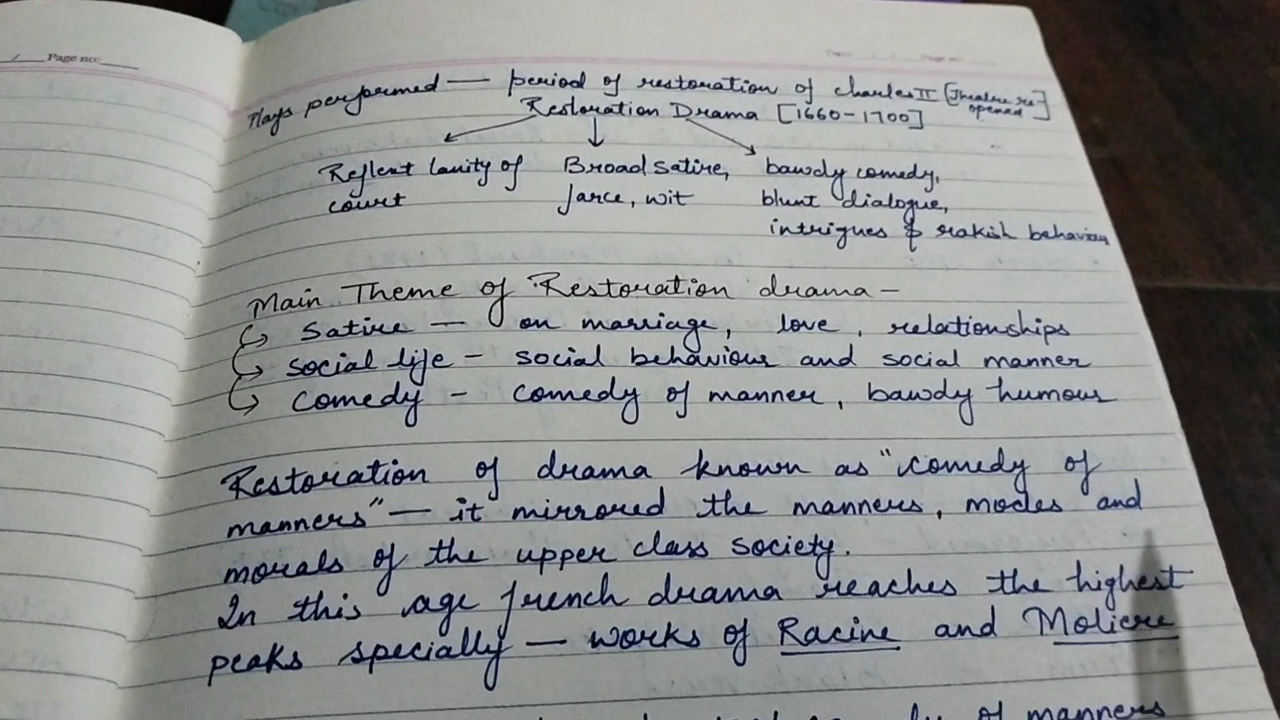 Page no:
Plays performed — period of restoration of charles II [Theatre re-opened]
Restoration Drama [1660-1700]
Reflect lavity of court
Broad satire, farce, wit
bawdy comedy, blunt dialogue, intrigues & rakish behaviour
Main Theme of Restoration drama -
satire — on marriage, love, relationships
social life - social behaviour and social manner
comedy - comedy of manner, bawdy humour
Restoration of drama known as "comedy of
manners" — it mirrored the manners, modes and
morals of the upper class society.
In this age french drama reaches the highest
peaks specially — works of Racine and Moliere
of manners